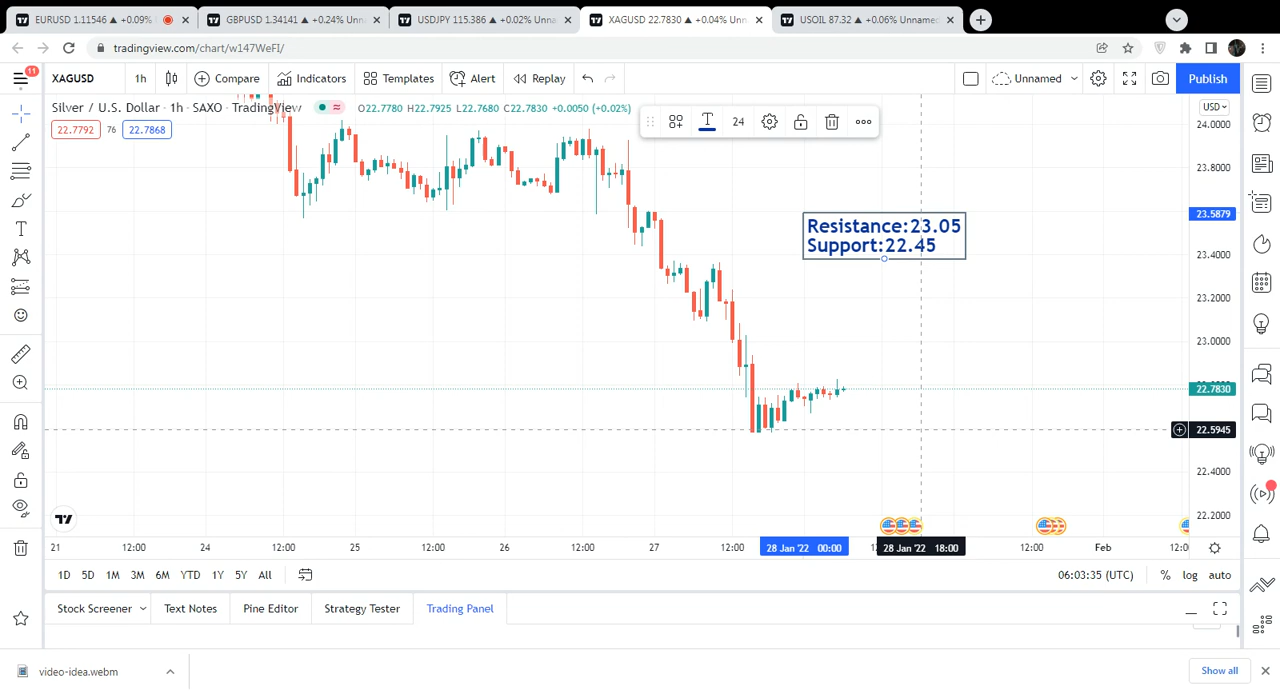 EURUSD 1.11546 ▲ +0.09%
GBPUSD 1.34141 ▲ +0.24% Unn
USDJPY 115.386 ▲ +0.02% Unna
XAGUSD 22.7830 ▲ +0.04% Unn
USOIL 87.32 ▲ +0.06% Unnamed
tradingview.com/chart/w147WeFI/
11
XAGUSD
1h
Compare
Indicators
Templates
Alert
Replay
Unnamed
Publish
Silver / U.S. Dollar · 1h · SAXO · TradingView
O22.7780 H22.7925 L22.7680 C22.7830 +0.0050 (+0.02%)
22.7792 76 22.7868
24
USD
24.0000
23.8000
23.5879
23.4000
23.2000
23.0000
22.7830
22.5945
22.4000
22.2000
Resistance:23.05
Support:22.45
21 12:00 24 12:00 25 12:00 26 12:00 27 12:00 28 Jan '22 00:00 28 Jan '22 18:00 12:00 Feb 12:0
1D 5D 1M 3M 6M YTD 1Y 5Y All
06:03:35 (UTC) % log auto
Stock Screener Text Notes Pine Editor Strategy Tester Trading Panel
video-idea.webm
Show all